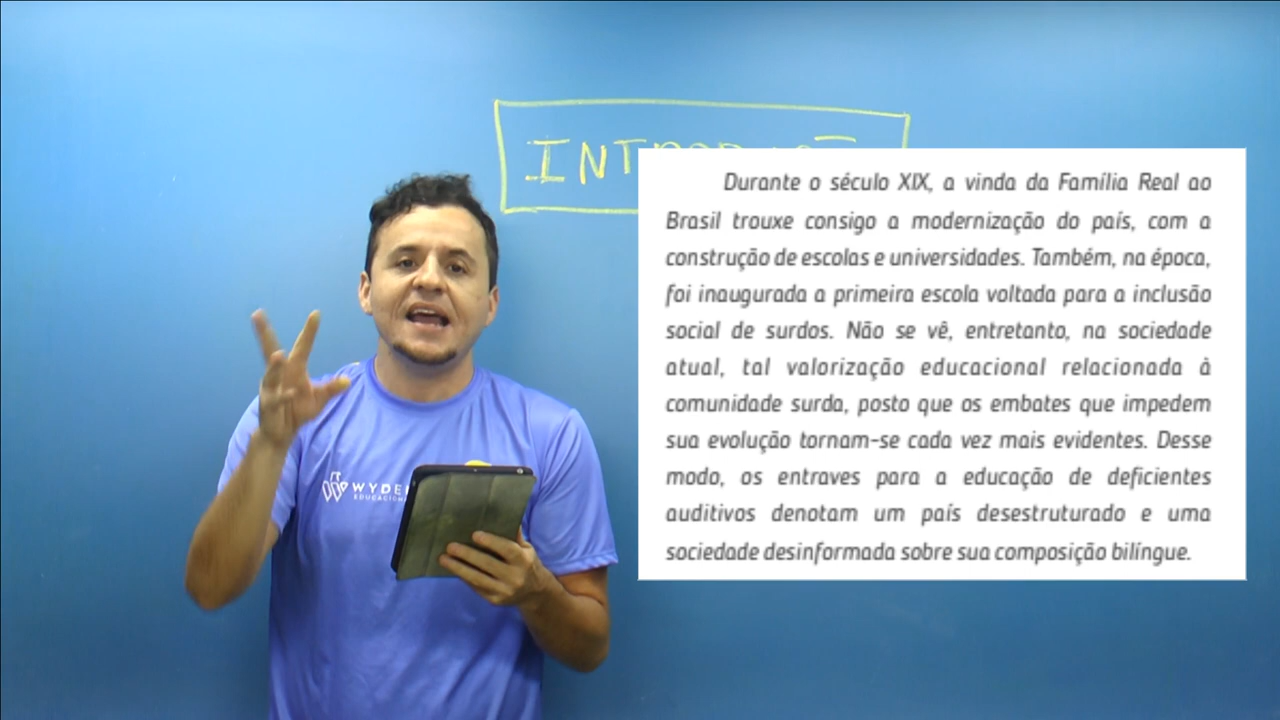 Durante o século XIX, a vinda da Família Real ao
Brasil trouxe consigo a modernização do país, com a
construção de escolas e universidades. Também, na época,
foi inaugurada a primeira escola voltada para a inclusão
social de surdos. Não se vê, entretanto, na sociedade
atual, tal valorização educacional relacionada à
comunidade surda, posto que os embates que impedem
sua evolução tornam-se cada vez mais evidentes. Desse
modo, os entraves para a educação de deficientes
auditivos denotam um país desestruturado e uma
sociedade desinformada sobre sua composição bilíngue.